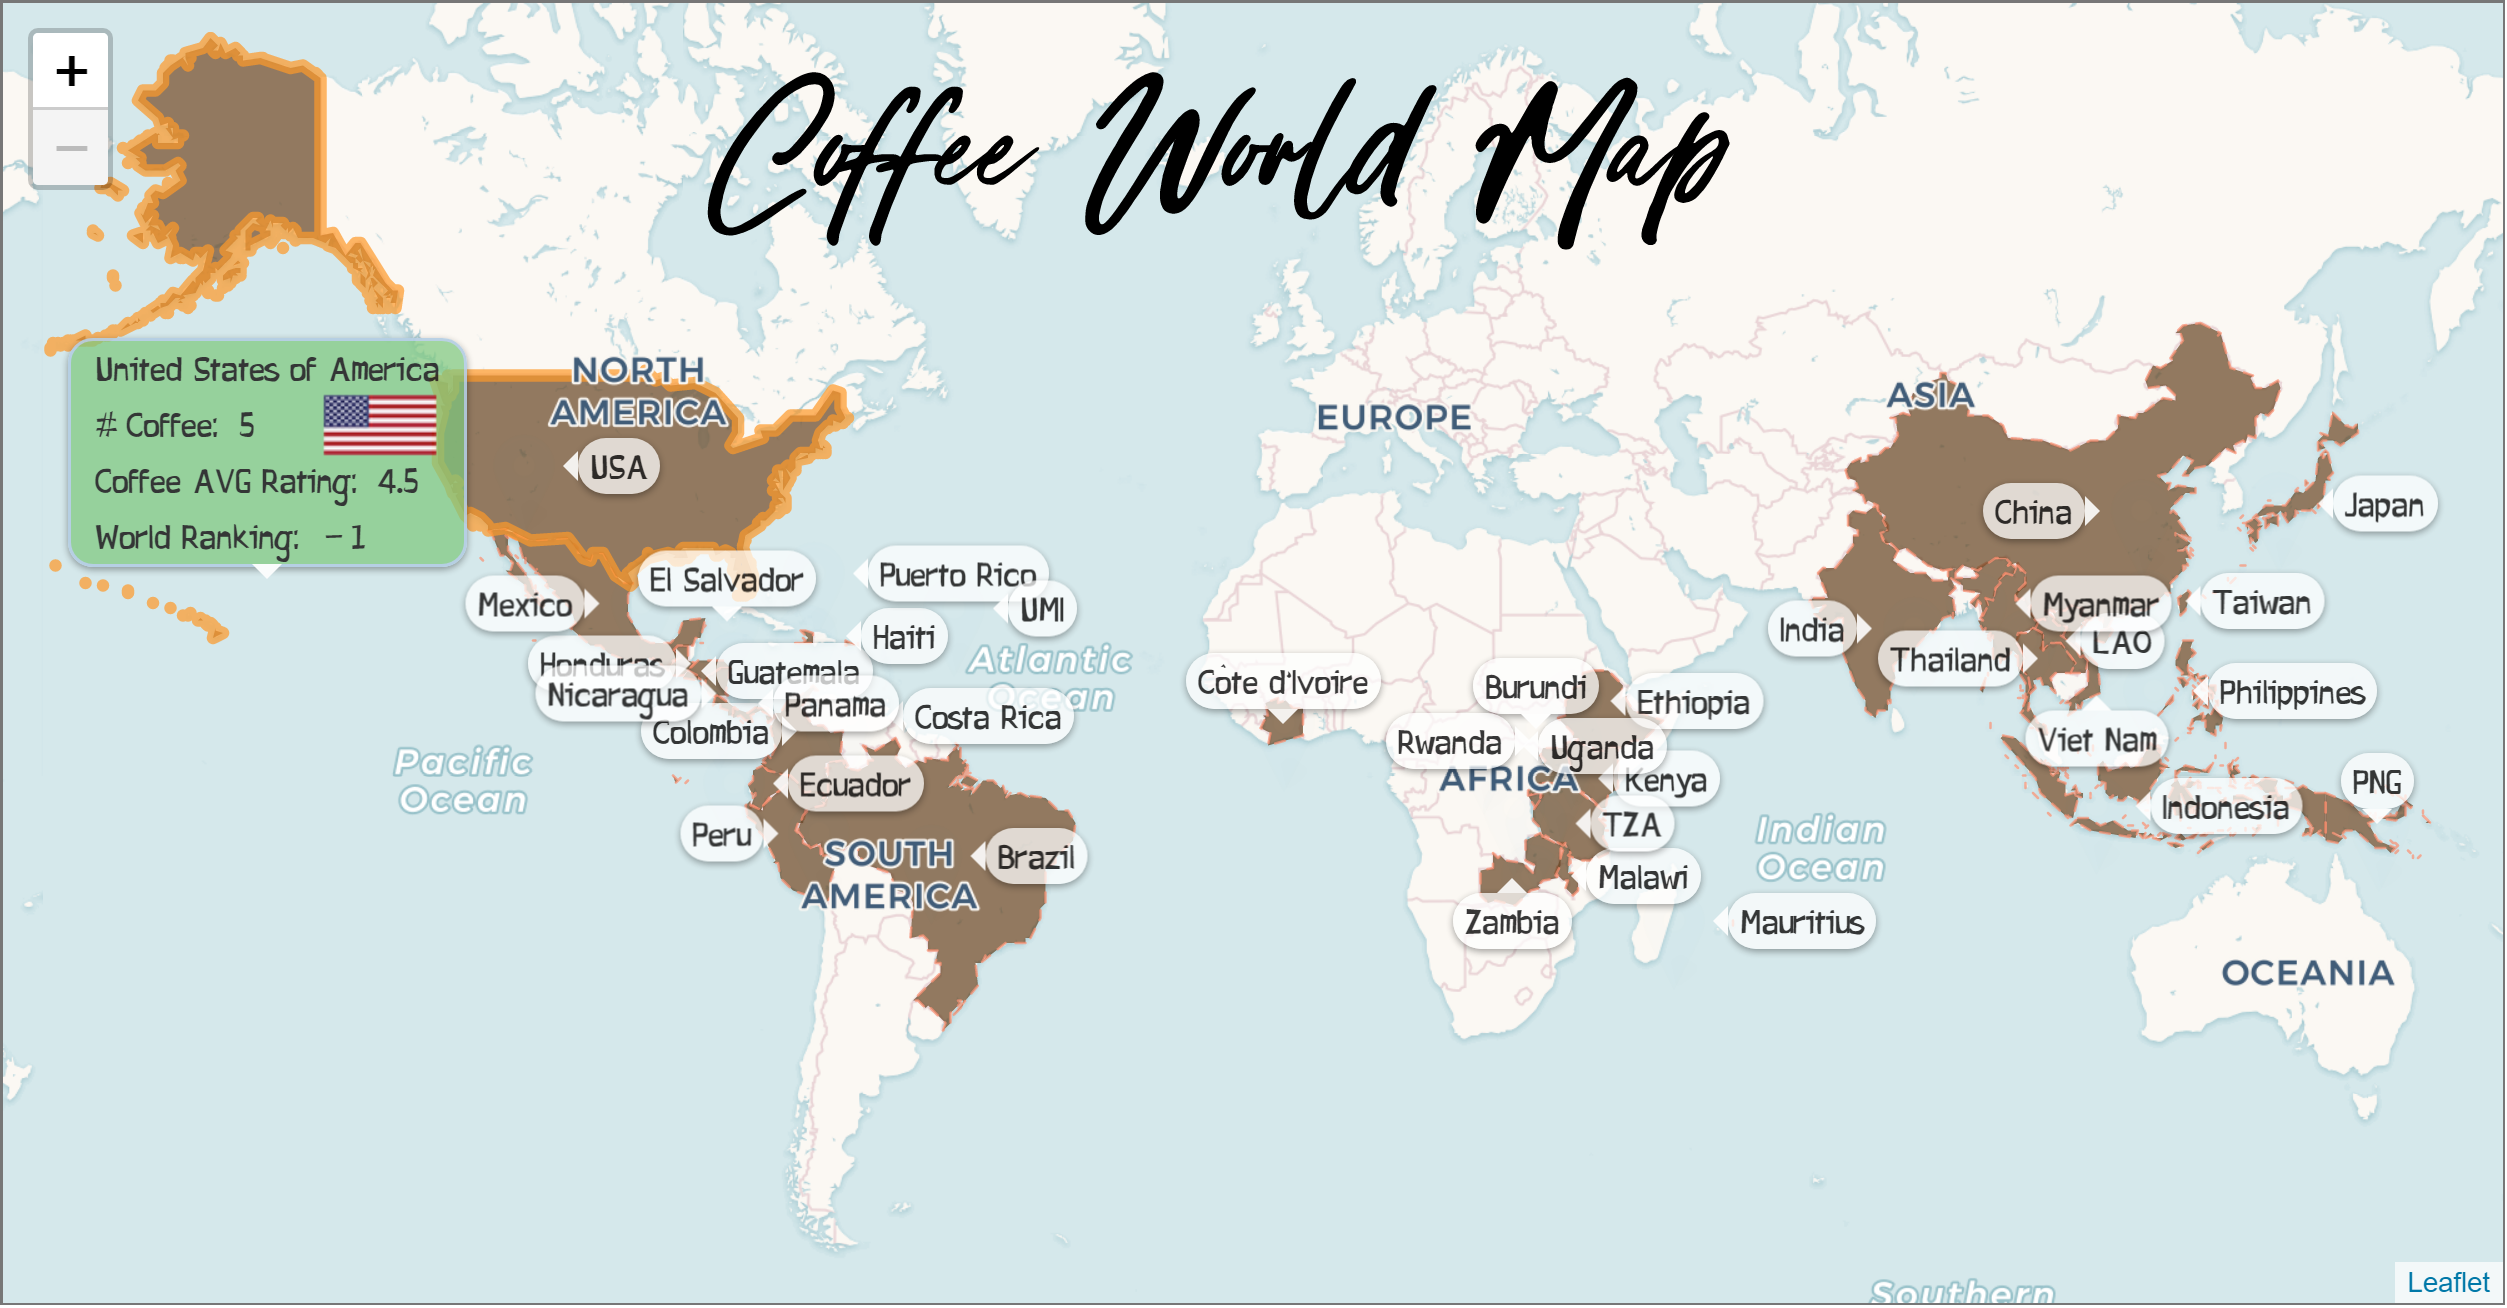 +
−
Coffee World Map
United States of America
# Coffee: 5
Coffee AVG Rating: 4.5
World Ranking: -1
NORTH
AMERICA
USA
EUROPE
ASIA
China
Japan
El Salvador
Puerto Rico
UMI
Mexico
Haiti
Honduras
Guatemala
Nicaragua
Panama
Costa Rica
Colombia
Atlantic
Ocean
Pacific
Ocean
Ecuador
Peru
SOUTH
AMERICA
Brazil
Côte d'Ivoire
Burundi
Ethiopia
Rwanda
Uganda
AFRICA
Kenya
TZA
Malawi
Zambia
Mauritius
Indian
Ocean
India
Myanmar
Taiwan
LAO
Thailand
Philippines
Viet Nam
PNG
Indonesia
OCEANIA
Southern
Leaflet